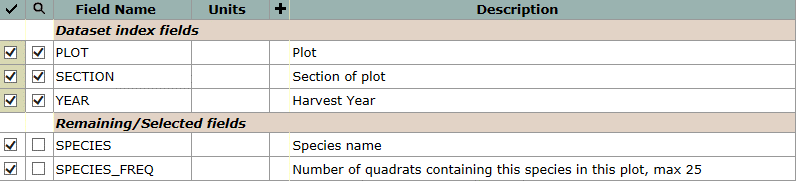 Field Name Units + Description
Dataset index fields
PLOT Plot
SECTION Section of plot
YEAR Harvest Year
Remaining/Selected fields
SPECIES Species name
SPECIES_FREQ Number of quadrats containing this species in this plot, max 25